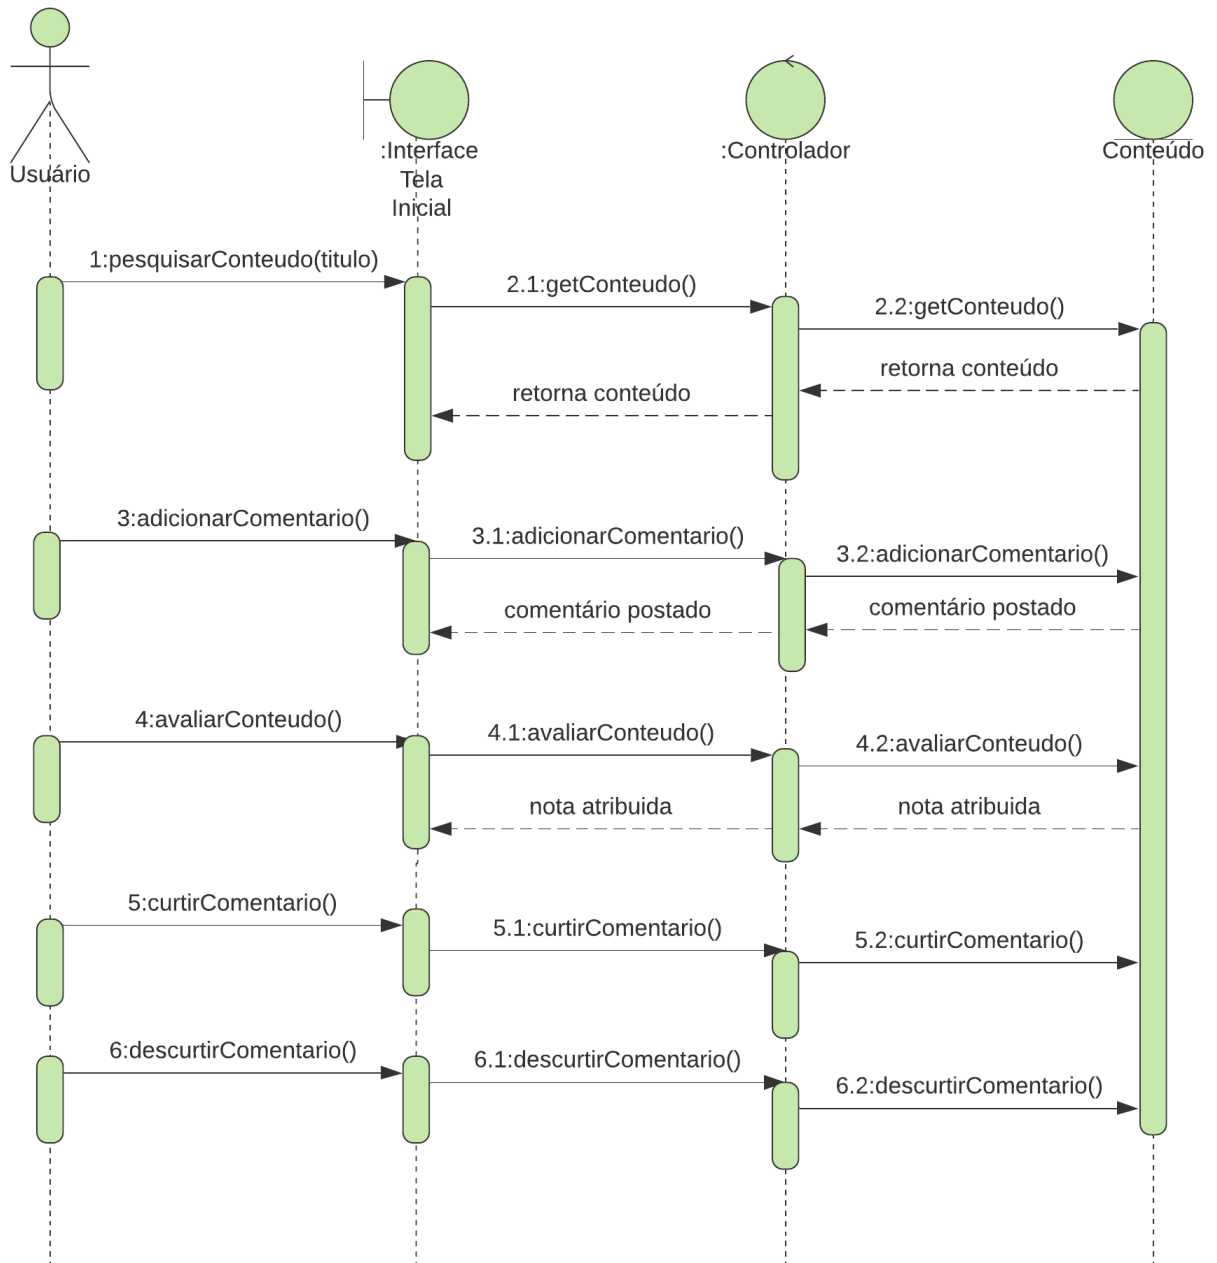 Usuário
:Interface
Tela
Inicial
:Controlador
Conteúdo
1:pesquisarConteudo(titulo)
2.1:getConteudo()
2.2:getConteudo()
retorna conteúdo
retorna conteúdo
3:adicionarComentario()
3.1:adicionarComentario()
3.2:adicionarComentario()
comentário postado
comentário postado
4:avaliarConteudo()
4.1:avaliarConteudo()
4.2:avaliarConteudo()
nota atribuida
nota atribuida
5:curtirComentario()
5.1:curtirComentario()
5.2:curtirComentario()
6:descurtirComentario()
6.1:descurtirComentario()
6.2:descurtirComentario()